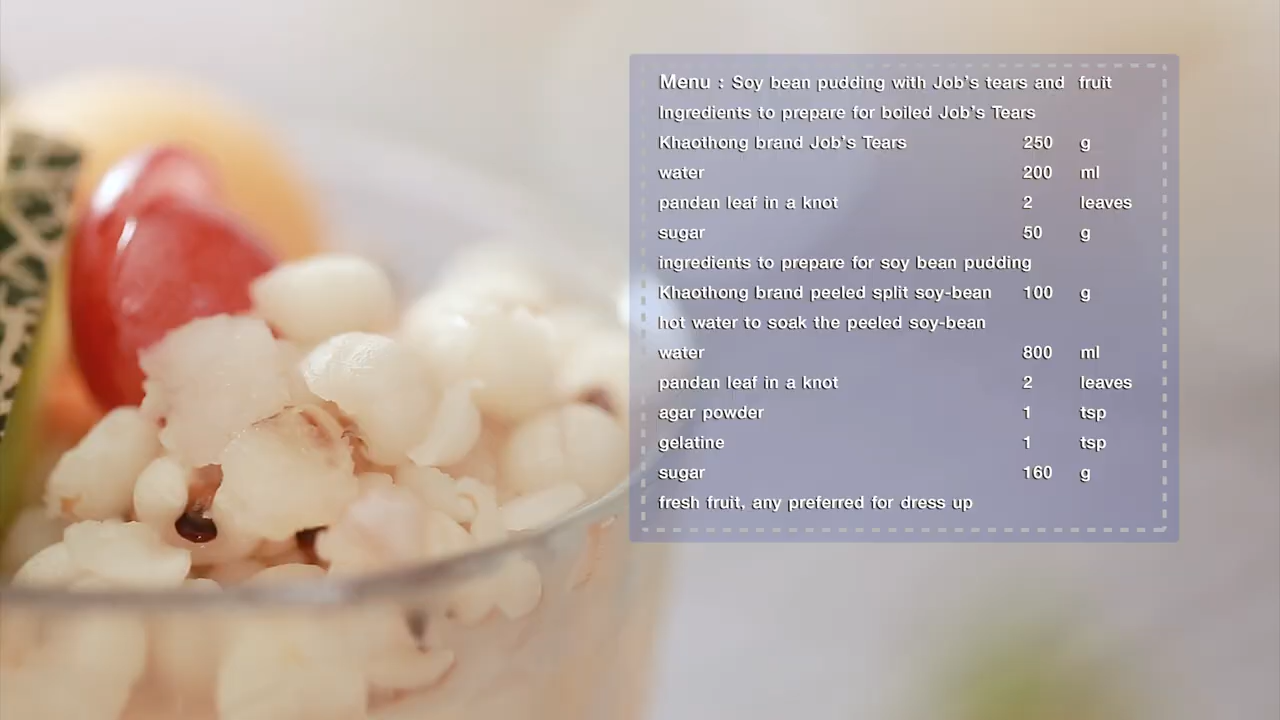 Menu : Soy bean pudding with Job's tears and fruit
Ingredients to prepare for boiled Job's Tears
Khaothong brand Job's Tears 250 g
water 200 ml
pandan leaf in a knot 2 leaves
sugar 50 g
ingredients to prepare for soy bean pudding
Khaothong brand peeled split soy-bean 100 g
hot water to soak the peeled soy-bean
water 800 ml
pandan leaf in a knot 2 leaves
agar powder 1 tsp
gelatine 1 tsp
sugar 160 g
fresh fruit, any preferred for dress up